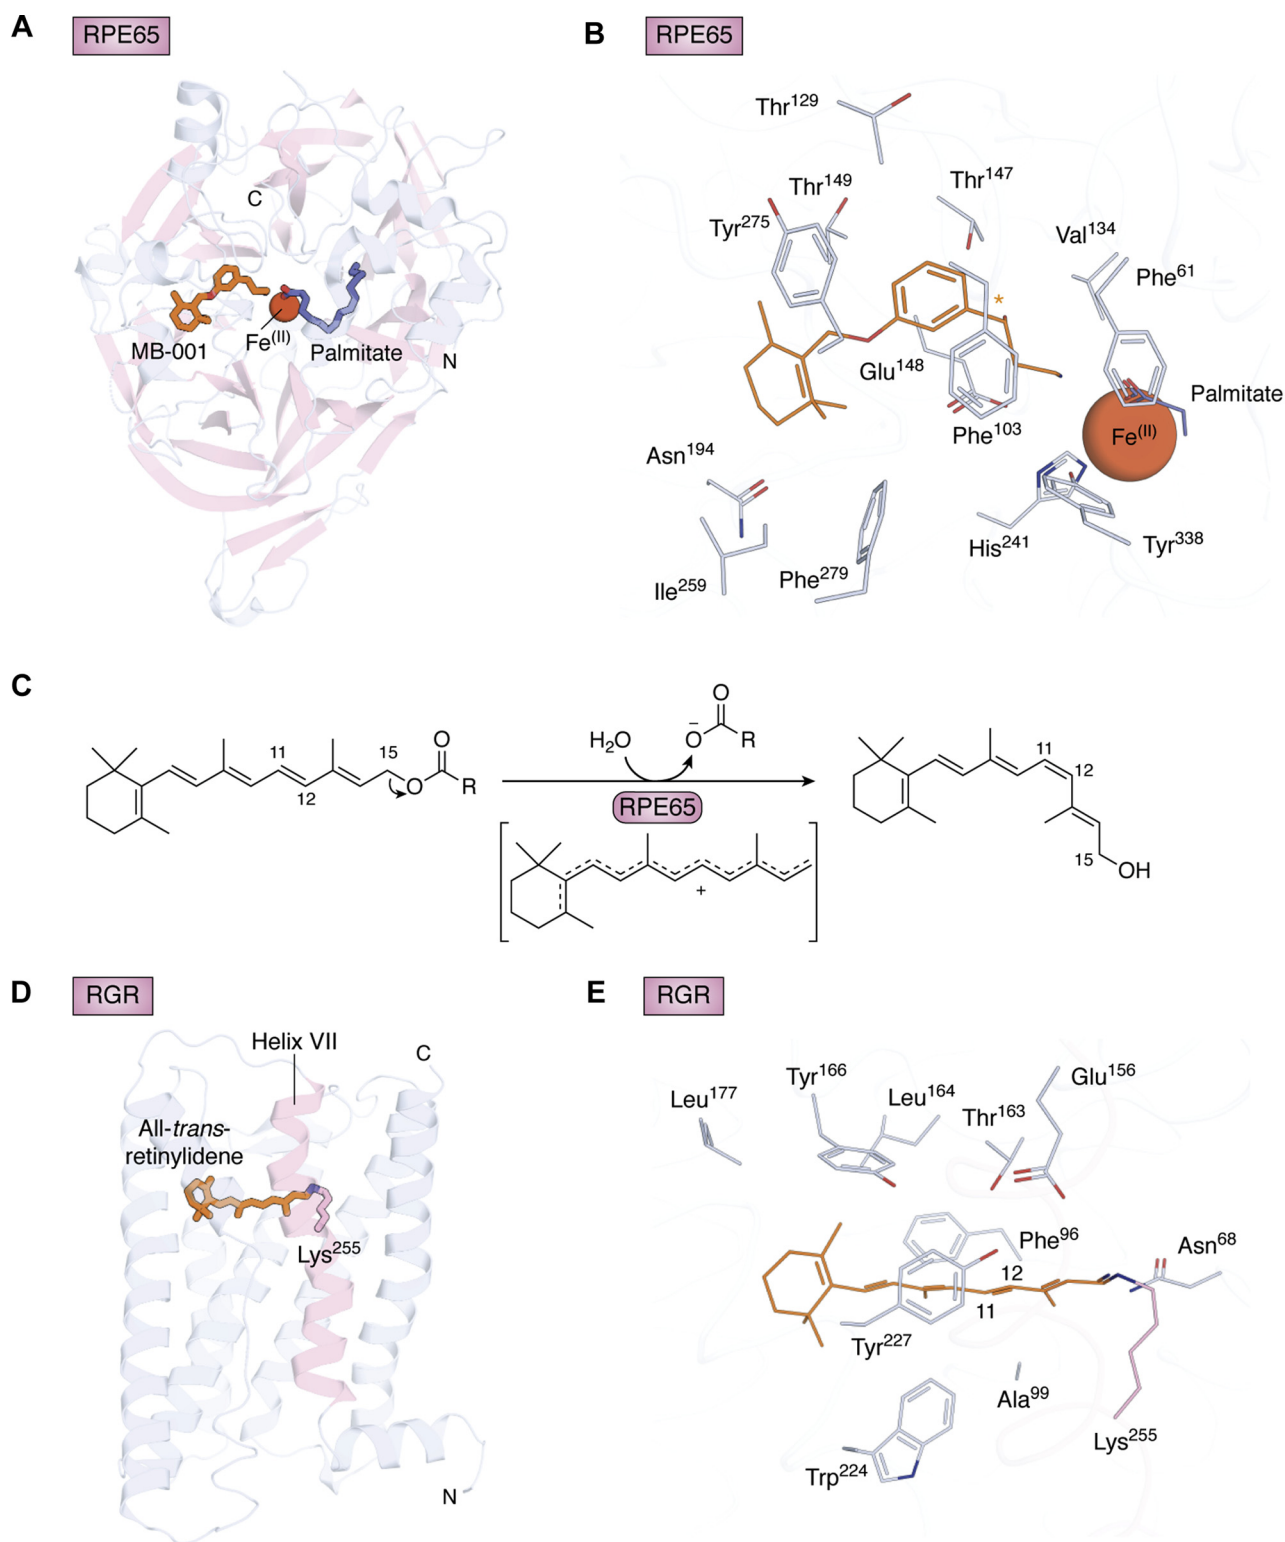 A
RPE65
C
MB-001
Fe(II)
Palmitate
N
B
RPE65
Thr129
Thr149
Thr147
Tyr275
Val134
Phe61
Glu148
Palmitate
Phe103
Fe(II)
Asn194
His241
Tyr338
Ile259
Phe279
C
11
12
15
O
O
R
H2O
O
−
O
R
RPE65
+
11
12
15
OH
D
RGR
Helix VII
C
All-trans-
retinylidene
Lys255
N
E
RGR
Leu177
Tyr166
Leu164
Thr163
Glu156
Phe96
Asn68
12
11
Tyr227
Ala99
Lys255
Trp224